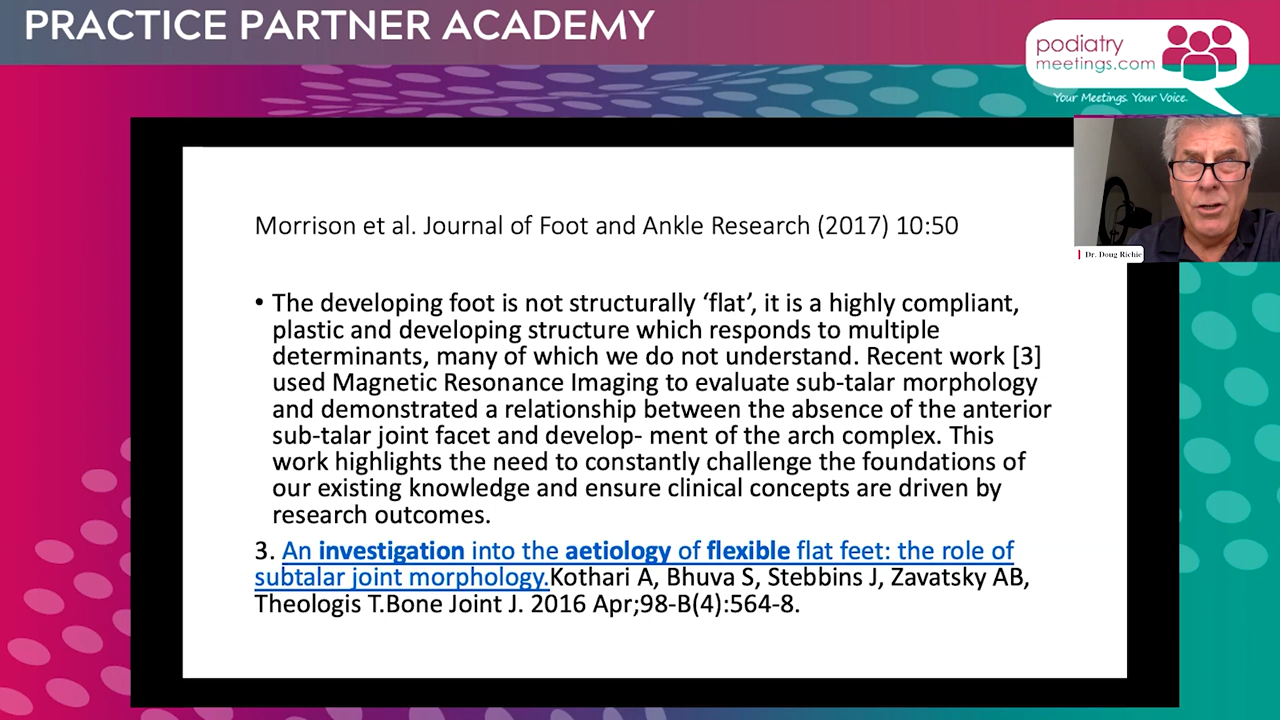 PRACTICE PARTNER ACADEMY
podiatry
meetings.com
Your Meetings. Your Voice.
Dr. Doug Richie
Morrison et al. Journal of Foot and Ankle Research (2017) 10:50
• The developing foot is not structurally ‘flat’, it is a highly compliant,
plastic and developing structure which responds to multiple
determinants, many of which we do not understand. Recent work [3]
used Magnetic Resonance Imaging to evaluate sub-talar morphology
and demonstrated a relationship between the absence of the anterior
sub-talar joint facet and develop- ment of the arch complex. This
work highlights the need to constantly challenge the foundations of
our existing knowledge and ensure clinical concepts are driven by
research outcomes.
3. An investigation into the aetiology of flexible flat feet: the role of
subtalar joint morphology.Kothari A, Bhuva S, Stebbins J, Zavatsky AB,
Theologis T.Bone Joint J. 2016 Apr;98-B(4):564-8.